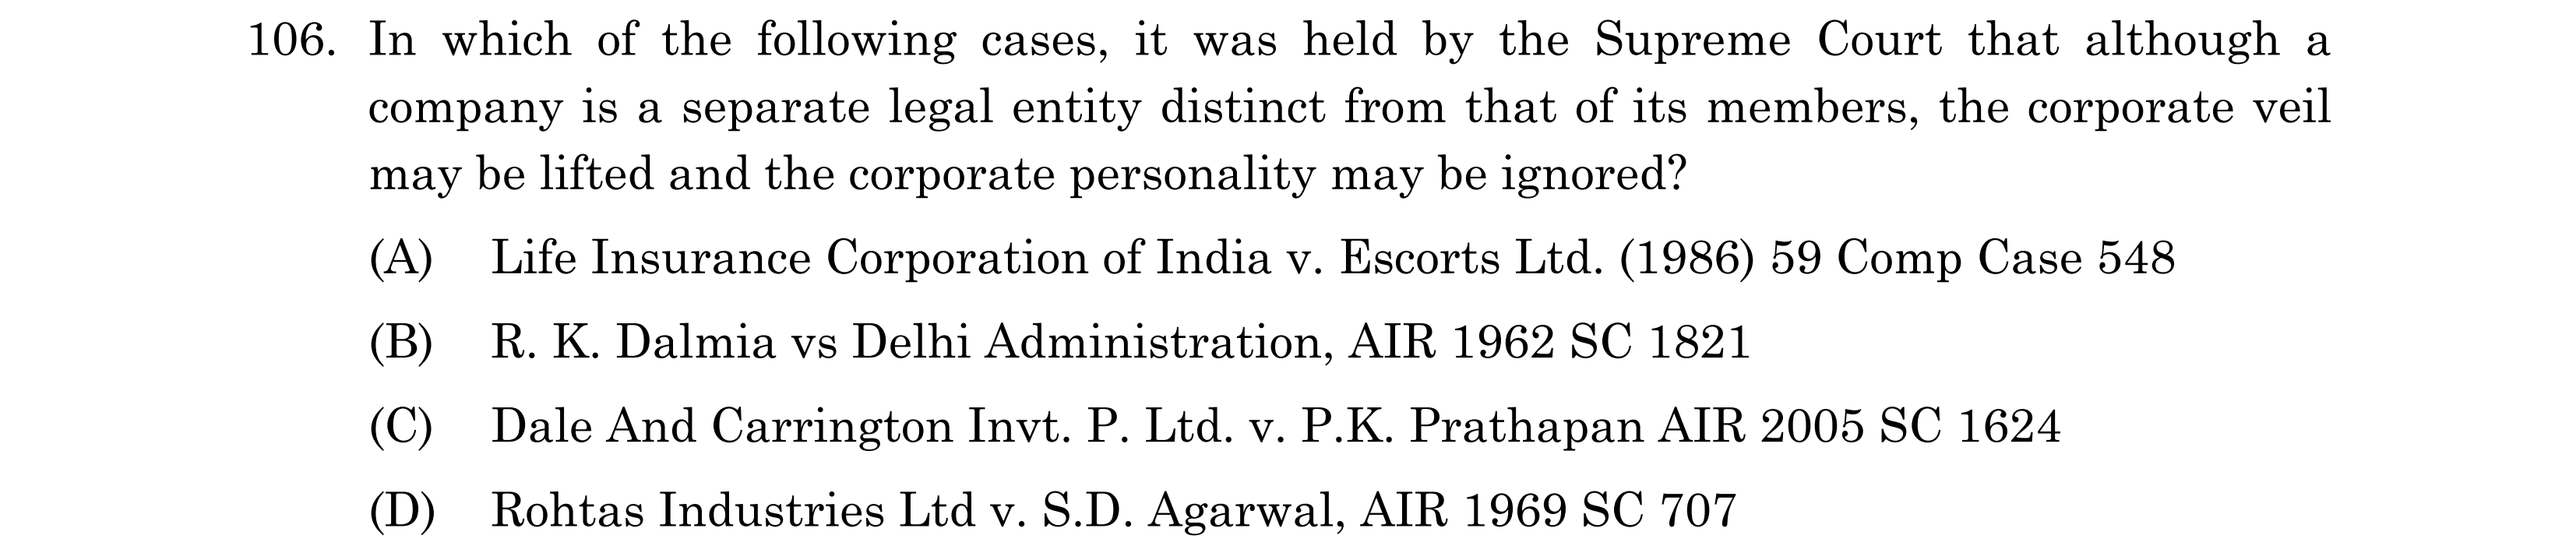 106. In which of the following cases, it was held by the Supreme Court that although a
company is a separate legal entity distinct from that of its members, the corporate veil
may be lifted and the corporate personality may be ignored?
(A) Life Insurance Corporation of India v. Escorts Ltd. (1986) 59 Comp Case 548
(B) R. K. Dalmia vs Delhi Administration, AIR 1962 SC 1821
(C) Dale And Carrington Invt. P. Ltd. v. P.K. Prathapan AIR 2005 SC 1624
(D) Rohtas Industries Ltd v. S.D. Agarwal, AIR 1969 SC 707